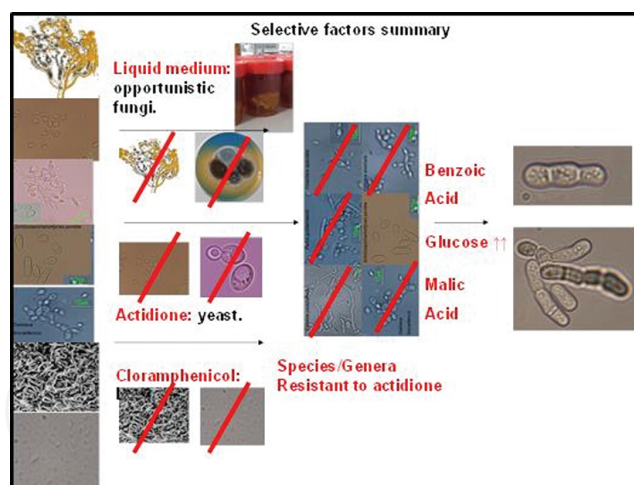 Selective factors summary
Liquid medium:
opportunistic
fungi.
Benzoic
Acid
Glucose ↑↑
Malic
Acid
Actidione: yeast.
Cloramphenicol:
Species/Genera
Resistant to actidione